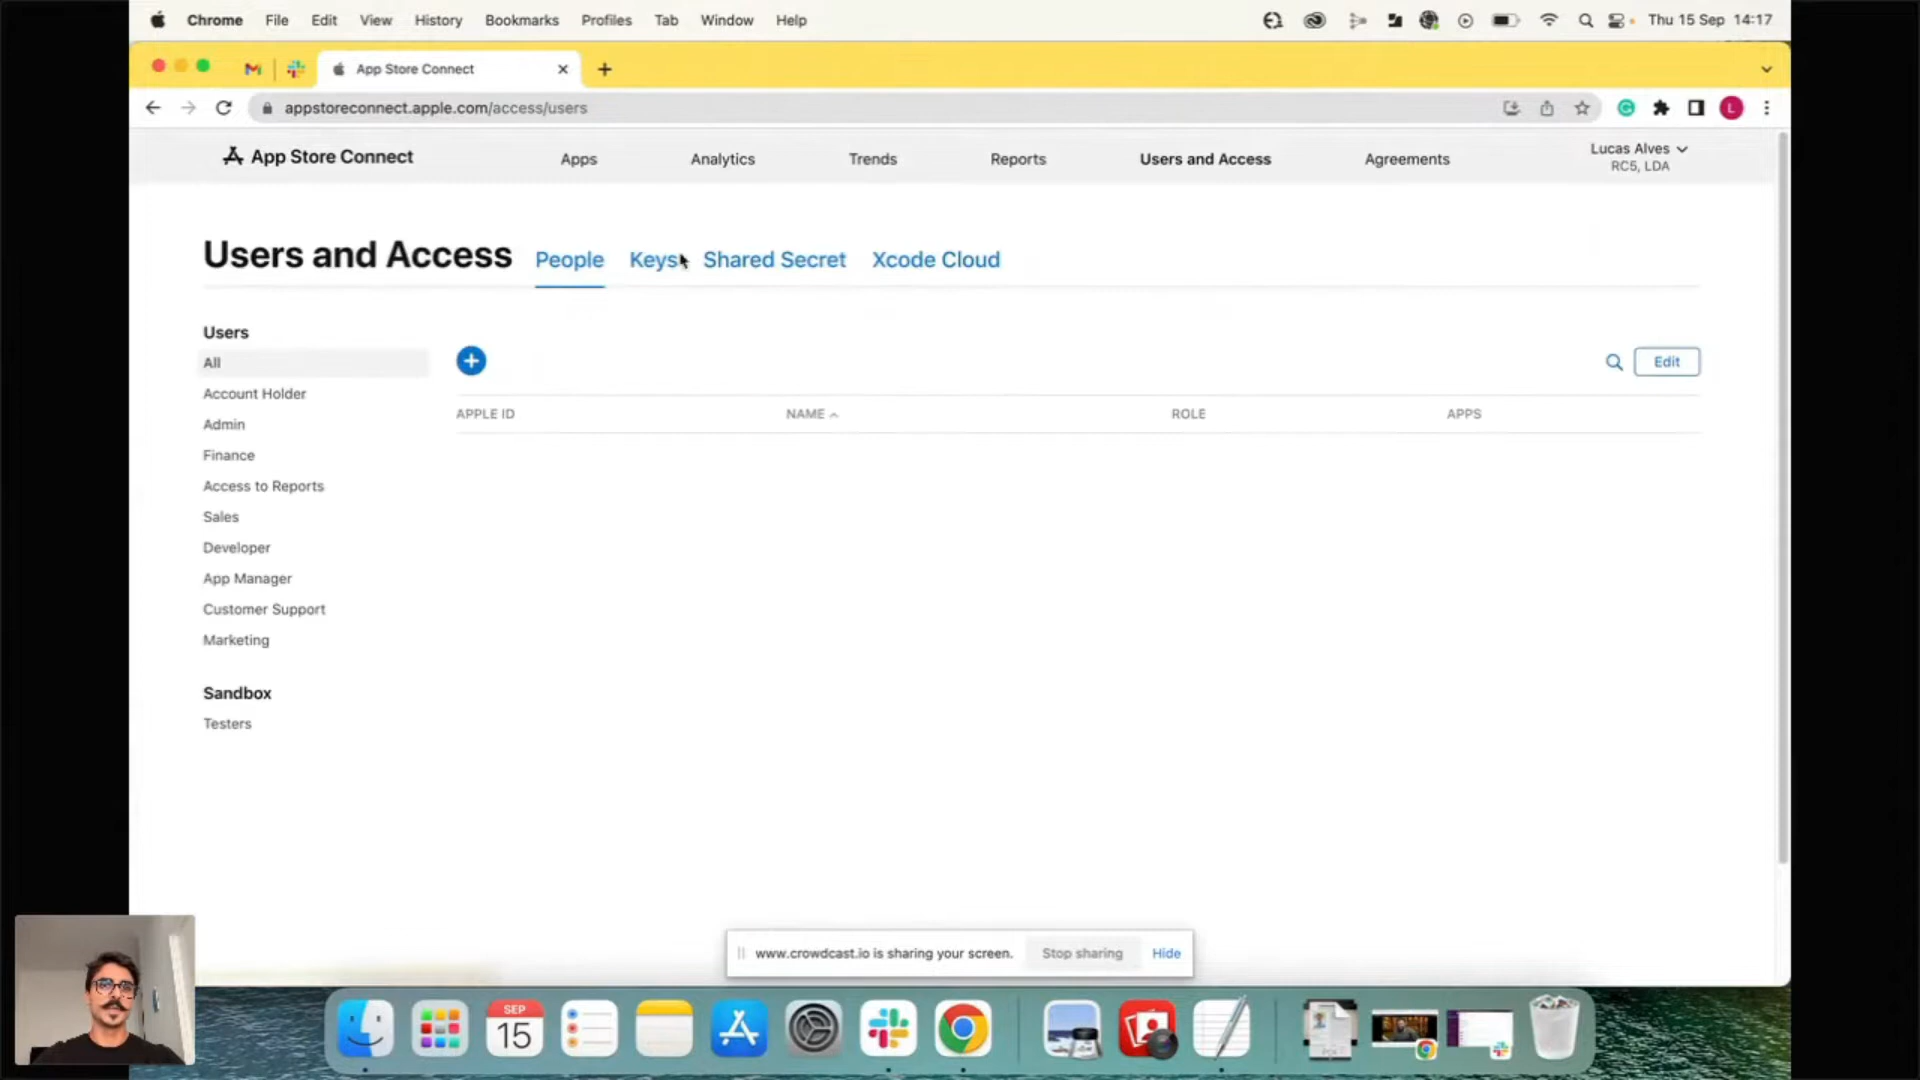 Chrome File Edit View History Bookmarks Profiles Tab Window Help Thu 15 Sep 14:17
App Store Connect
appstoreconnect.apple.com/access/users L
App Store Connect Apps Analytics Trends Reports Users and Access Agreements Lucas Alves
RC5, LDA
Users and Access People Keys Shared Secret Xcode Cloud
Users
All
Edit
Account Holder
APPLE ID NAME ROLE APPS
Admin
Finance
Access to Reports
Sales
Developer
App Manager
Customer Support
Marketing
Sandbox
Testers
www.crowdcast.io is sharing your screen. Stop sharing Hide
SEP
15